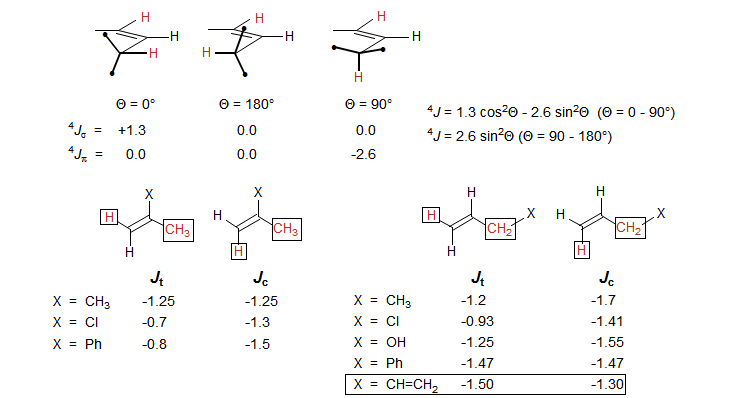 H H H
H H H
H H
H
Θ = 0° Θ = 180° Θ = 90°
⁴J = 1.3 cos²Θ - 2.6 sin²Θ (Θ = 0 - 90°)
⁴Jσ = +1.3 0.0 0.0
⁴J = 2.6 sin²Θ (Θ = 90 - 180°)
⁴Jπ = 0.0 0.0 -2.6
X X H H
H H H X H X
CH₃ CH₃ CH₂ CH₂
H H H H
Jt Jc Jt Jc
X = CH₃ -1.25 -1.25 X = CH₃ -1.2 -1.7
X = Cl -0.7 -1.3 X = Cl -0.93 -1.41
X = Ph -0.8 -1.5 X = OH -1.25 -1.55
X = Ph -1.47 -1.47
X = CH=CH₂ -1.50 -1.30